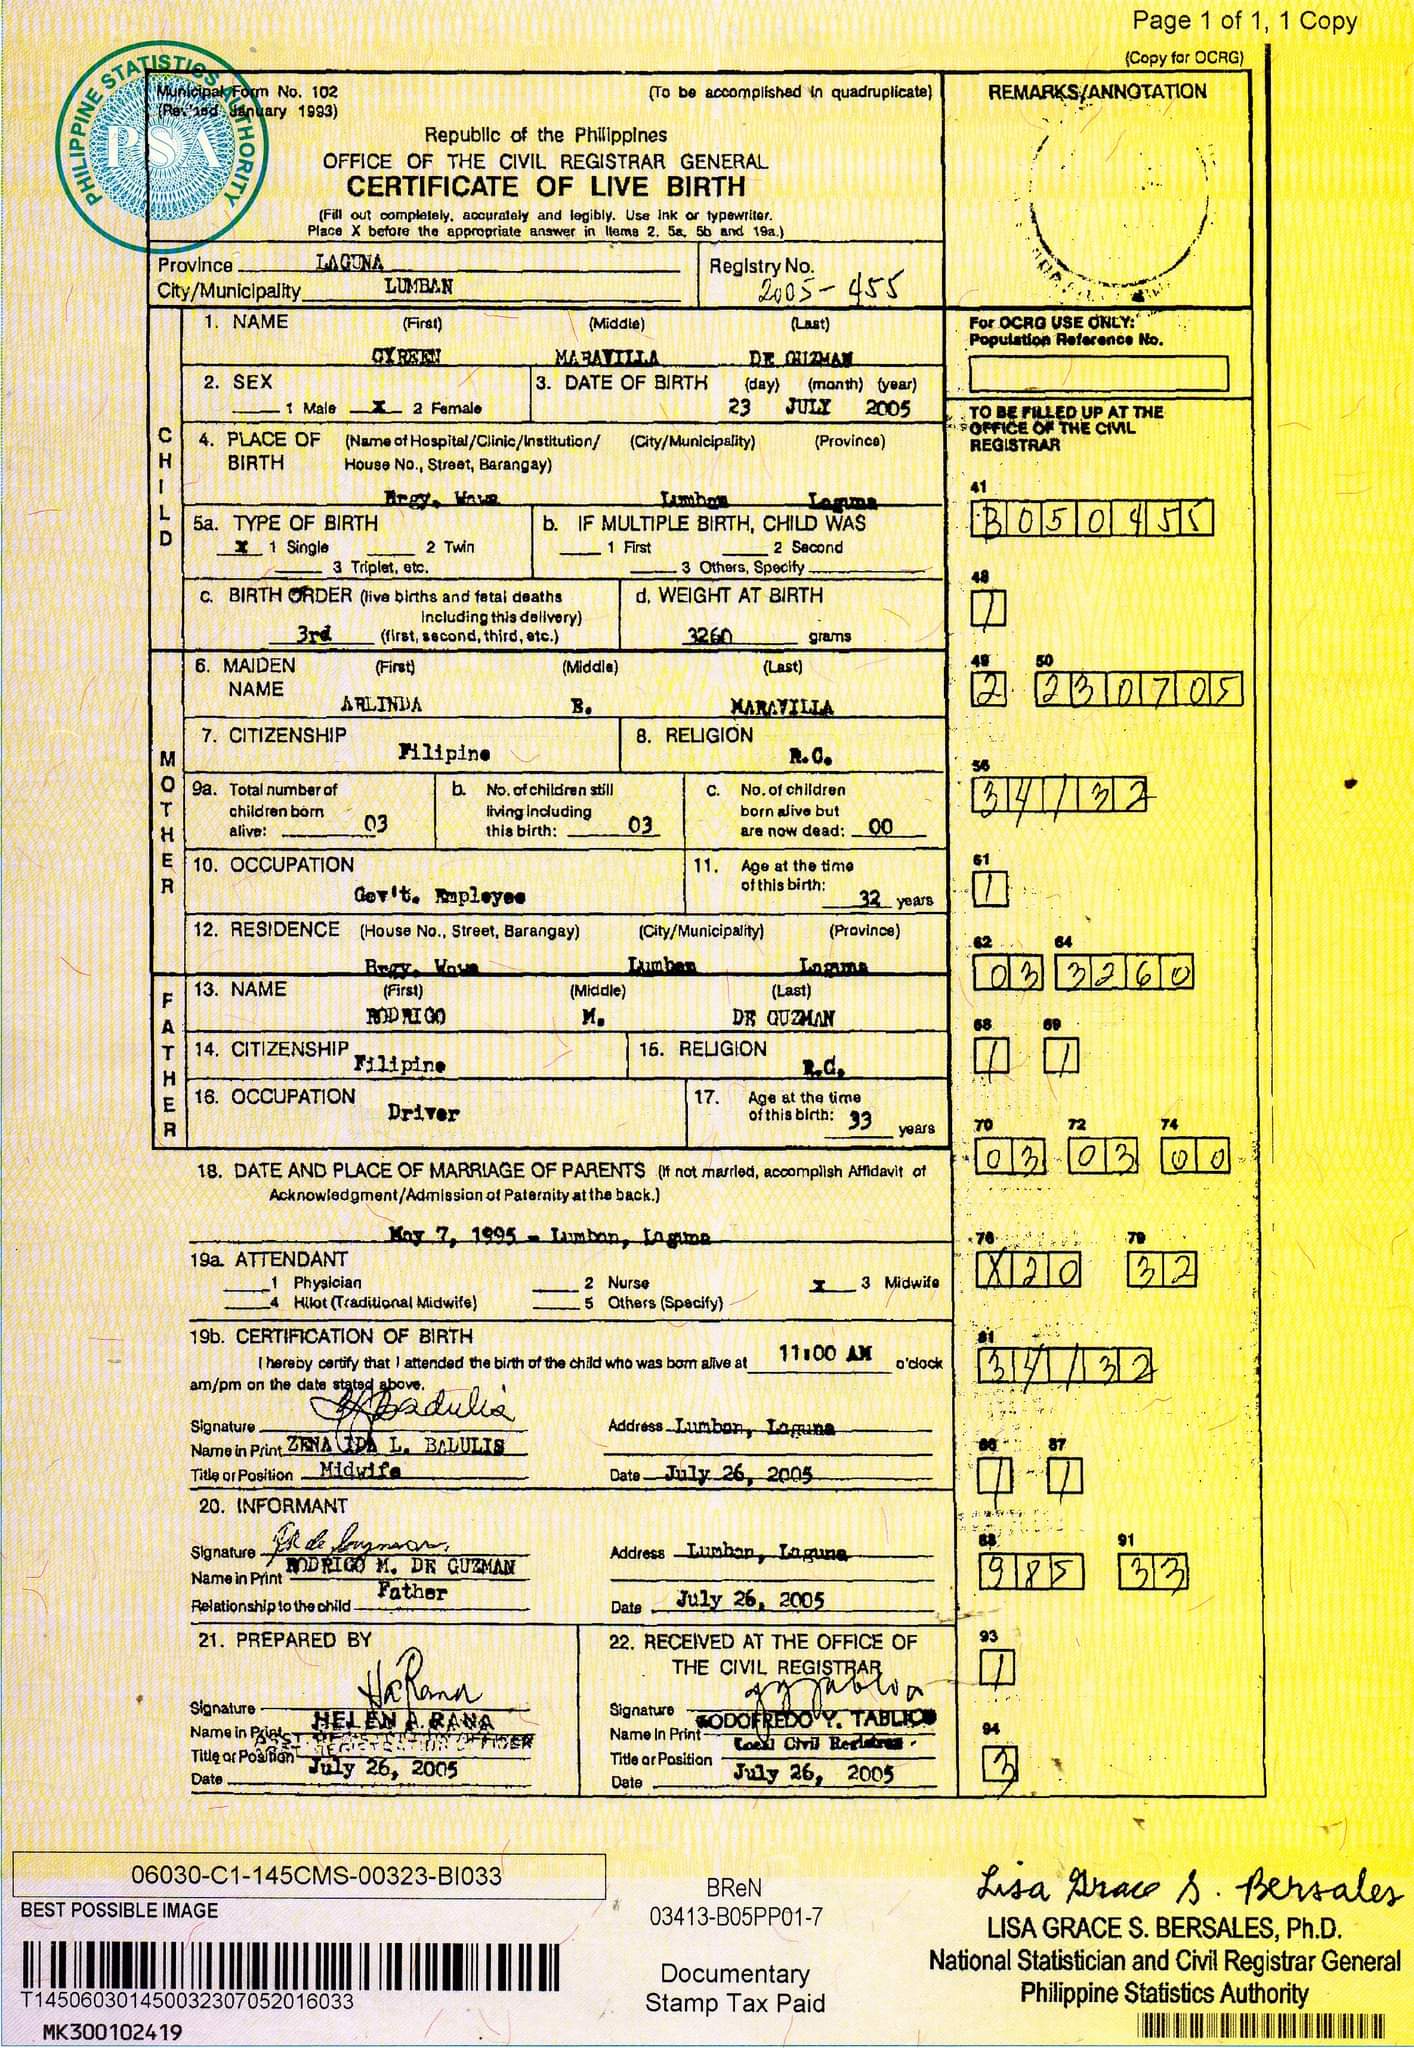 Page 1 of 1, 1 Copy
(Copy for OCRG)
PHILIPPINE STATISTICS AUTHORITY
PSA
Municipal Form No. 102
(Revised January 1993)
(To be accomplished in quadruplicate)
Republic of the Philippines
OFFICE OF THE CIVIL REGISTRAR GENERAL
CERTIFICATE OF LIVE BIRTH
(Fill out completely, accurately and legibly. Use ink or typewriter.
Place X before the appropriate answer in Items 2, 5a, 5b and 19a.)
REMARKS/ANNOTATION
Province LAGUNA
City/Municipality LUMBAN
Registry No.
2005-455
CHILD
1. NAME (First) (Middle) (Last)
CYREEN MARAVILLA DE GUZMAN
2. SEX
1 Male X 2 Female
3. DATE OF BIRTH (day) (month) (year)
23 JULY 2005
4. PLACE OF BIRTH (Name of Hospital/Clinic/Institution/ House No., Street, Barangay) (City/Municipality) (Province)
Brgy. Wawa Lumban Laguna
5a. TYPE OF BIRTH
X 1 Single 2 Twin
3 Triplet, etc.
b. IF MULTIPLE BIRTH, CHILD WAS
1 First 2 Second
3 Others, Specify
c. BIRTH ORDER (live births and fetal deaths
including this delivery)
3rd (first, second, third, etc.)
d. WEIGHT AT BIRTH
3260 grams
MOTHER
6. MAIDEN NAME (First) (Middle) (Last)
ARLINDA B. MARAVILLA
7. CITIZENSHIP Filipino
8. RELIGION R.C.
9a. Total number of
children born
alive: 03
b. No. of children still
living including
this birth: 03
c. No. of children
born alive but
are now dead: 00
10. OCCUPATION
Gov't. Employee
11. Age at the time
of this birth:
32 years
12. RESIDENCE (House No., Street, Barangay) (City/Municipality) (Province)
Brgy. Wawa Lumban Laguna
FATHER
13. NAME (First) (Middle) (Last)
RODRIGO M. DE GUZMAN
14. CITIZENSHIP Filipino
15. RELIGION R.C.
16. OCCUPATION Driver
17. Age at the time
of this birth: 33 years
18. DATE AND PLACE OF MARRIAGE OF PARENTS (If not married, accomplish Affidavit of
Acknowledgment/Admission of Paternity at the back.)
May 7, 1995 - Lumban, Laguna
19a. ATTENDANT
1 Physician 2 Nurse X 3 Midwife
4 Hilot (Traditional Midwife) 5 Others (Specify)
19b. CERTIFICATION OF BIRTH
I hereby certify that I attended the birth of the child who was born alive at 11:00 AM o'clock
am/pm on the date stated above.
Signature
Name in Print ZENAIDA L. BADULIS
Title or Position Midwife
Address Lumban, Laguna
Date July 26, 2005
20. INFORMANT
Signature
Name in Print RODRIGO M. DE GUZMAN
Relationship to the child Father
Address Lumban, Laguna
Date July 26, 2005
21. PREPARED BY
Signature
Name in Print HELEN A. RANA
Title or Position
Date July 26, 2005
22. RECEIVED AT THE OFFICE OF
THE CIVIL REGISTRAR
Signature
Name in Print GODOFREDO Y. TABLICO
Title or Position Local Civil Registrar
Date July 26, 2005
For OCRG USE ONLY:
Population Reference No.
TO BE FILLED UP AT THE
OFFICE OF THE CIVIL
REGISTRAR
41
B050455
48
1
49 50
2 230705
56
34132
61
1
62 64
03 3260
68 69
1 1
70 72 74
03 03 00
76 79
X20 32
81
34132
86 87
1 1
88 91
985 33
93
1
94
3
06030-C1-145CMS-00323-BI033
BEST POSSIBLE IMAGE
T145060301450032307052016033
MK300102419
BReN
03413-B05PP01-7
Documentary
Stamp Tax Paid
Lisa Grace S. Bersales
LISA GRACE S. BERSALES, Ph.D.
National Statistician and Civil Registrar General
Philippine Statistics Authority